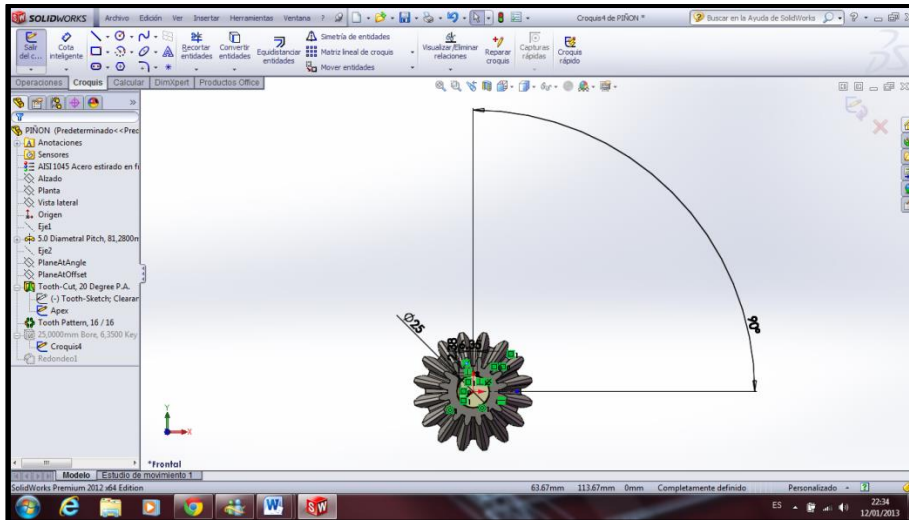 SOLIDWORKS Archivo Edición Ver Insertar Herramientas Ventana ? Croquis4 de PIÑON * Buscar en la Ayuda de SolidWorks
Salir del c...
Cota inteligente
Recortar entidades
Convertir entidades
Equidistanciar entidades
Simetría de entidades
Matriz lineal de croquis
Mover entidades
Visualizar/Eliminar relaciones
Reparar croquis
Capturas rápidas
Croquis rápido
Operaciones Croquis Calcular DimXpert Productos Office
PIÑON (Predeterminado<<Pred
Anotaciones
Sensores
AISI 1045 Acero estirado en fi
Alzado
Planta
Vista lateral
Origen
Eje1
5.0 Diametral Pitch, 81,2800m
Eje2
PlaneAtAngle
PlaneAtOffset
Tooth-Cut, 20 Degree P.A.
(-) Tooth-Sketch; Clearan
Apex
Tooth Pattern, 16 / 16
25,0000mm Bore, 6,3500 Key
Croquis4
Redondeo1
Ø25
90°
Y
X
*Frontal
Modelo Estudio de movimiento 1
SolidWorks Premium 2012 x64 Edition 63.67mm 113.67mm 0mm Completamente definido Personalizado
ES 22:34
12/01/2013